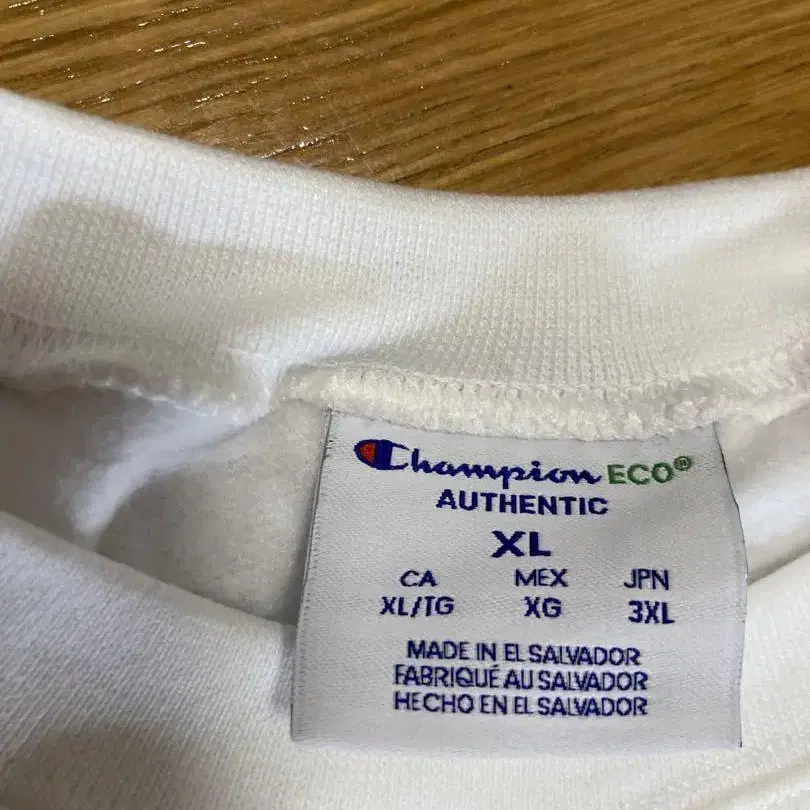 Champion ECO®
AUTHENTIC
XL
CA MEX JPN
XL/TG XG 3XL
MADE IN EL SALVADOR
FABRIQUÉ AU SALVADOR
HECHO EN EL SALVADOR